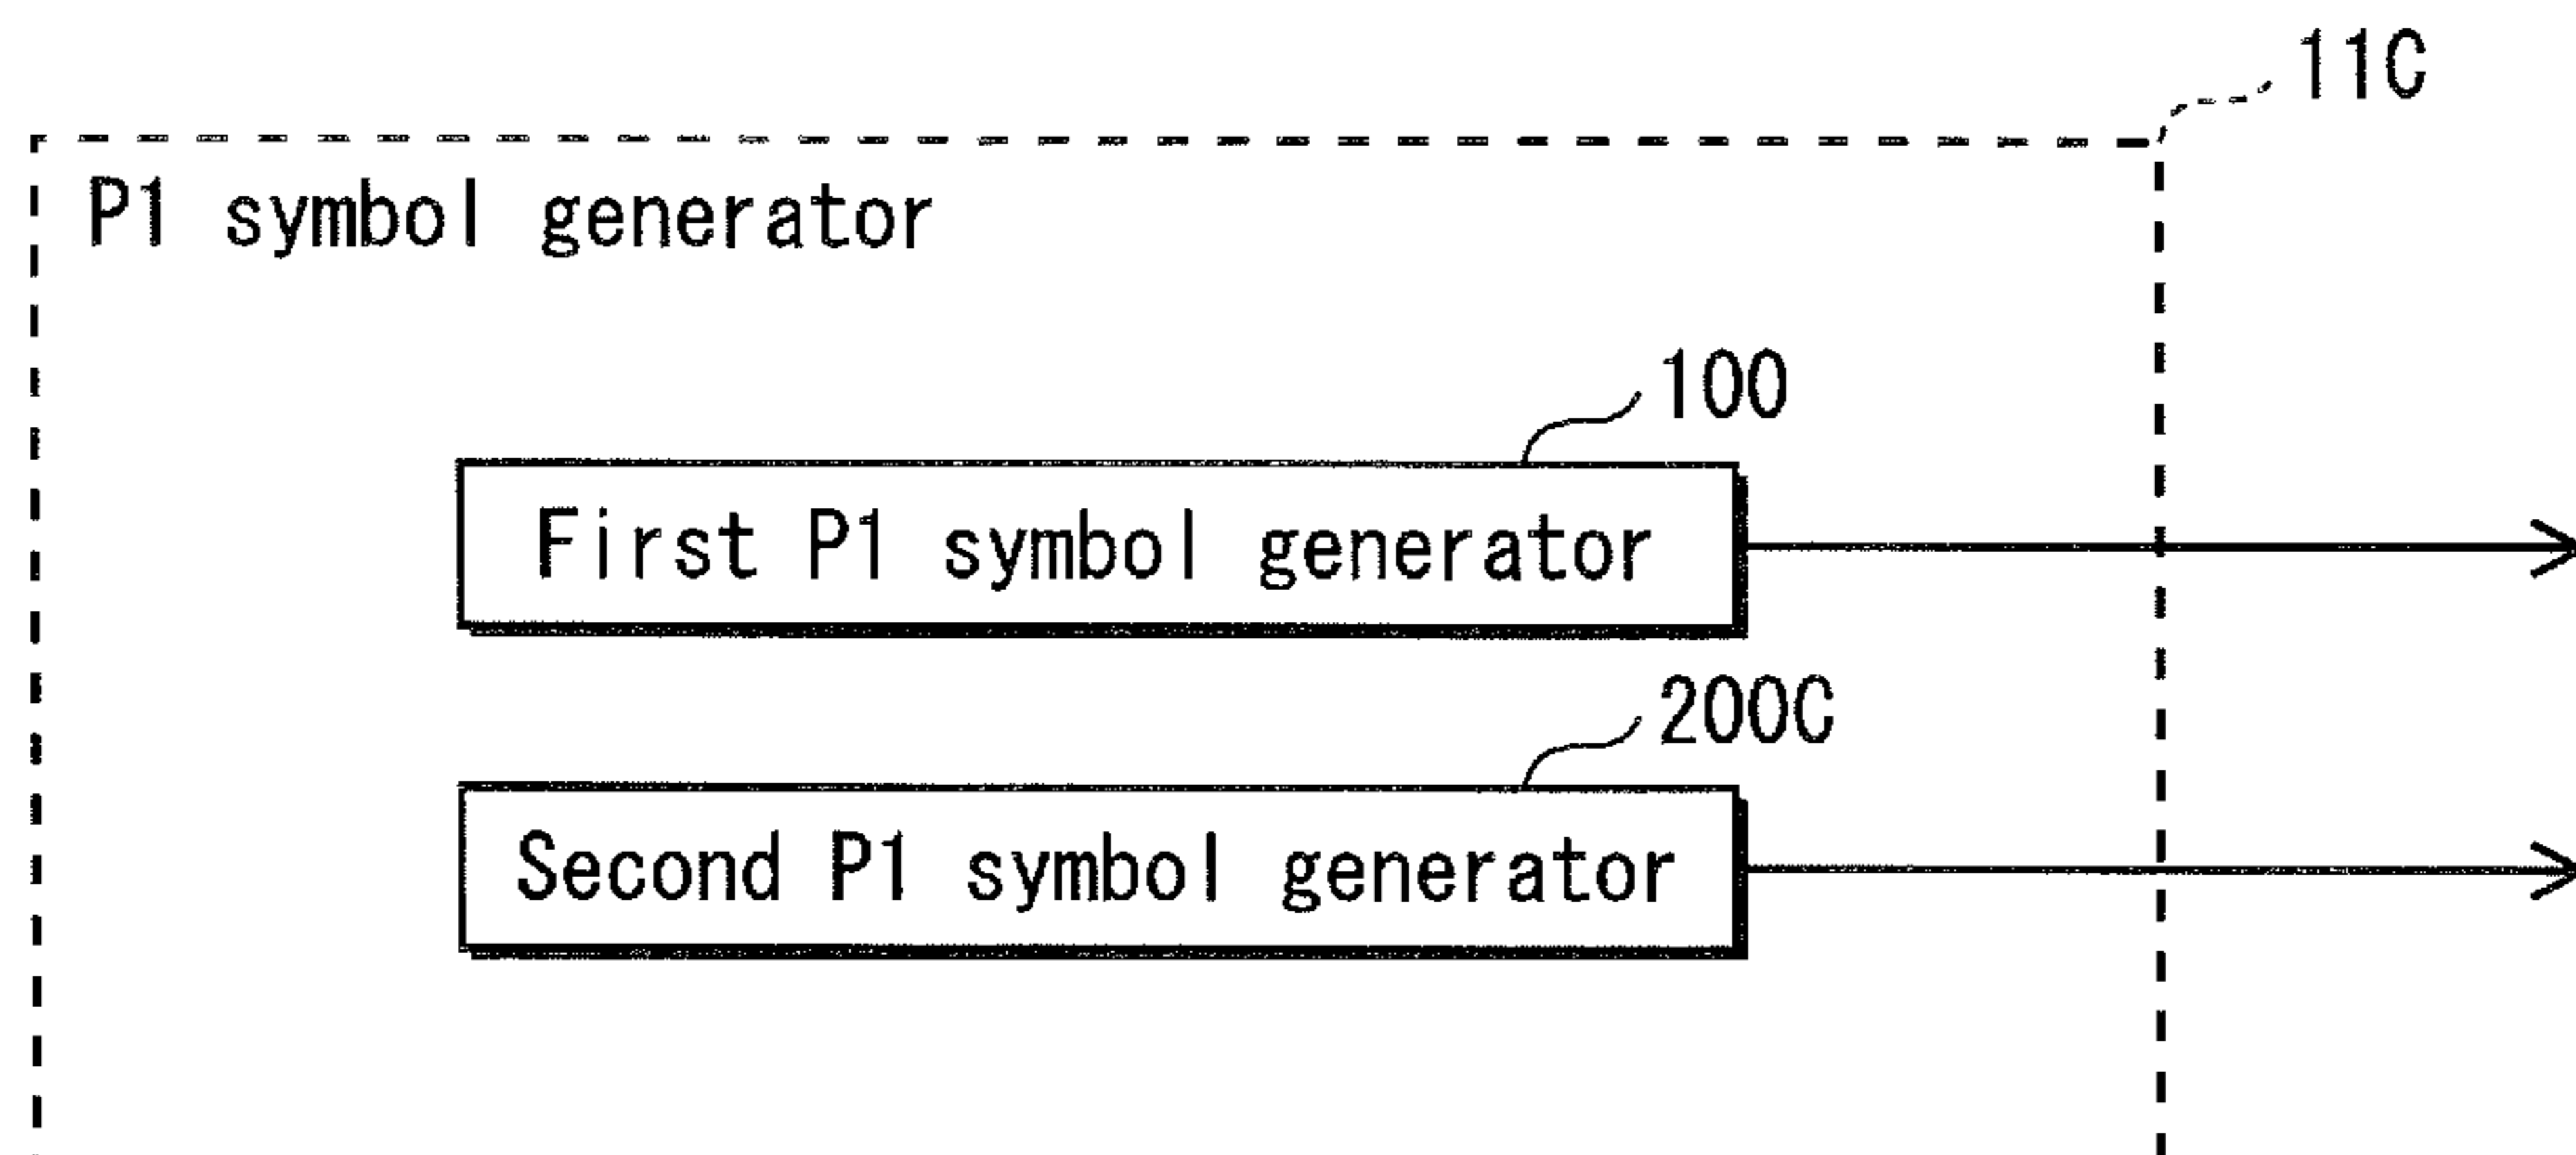 11C
P1 symbol generator
100
First P1 symbol generator
200C
Second P1 symbol generator